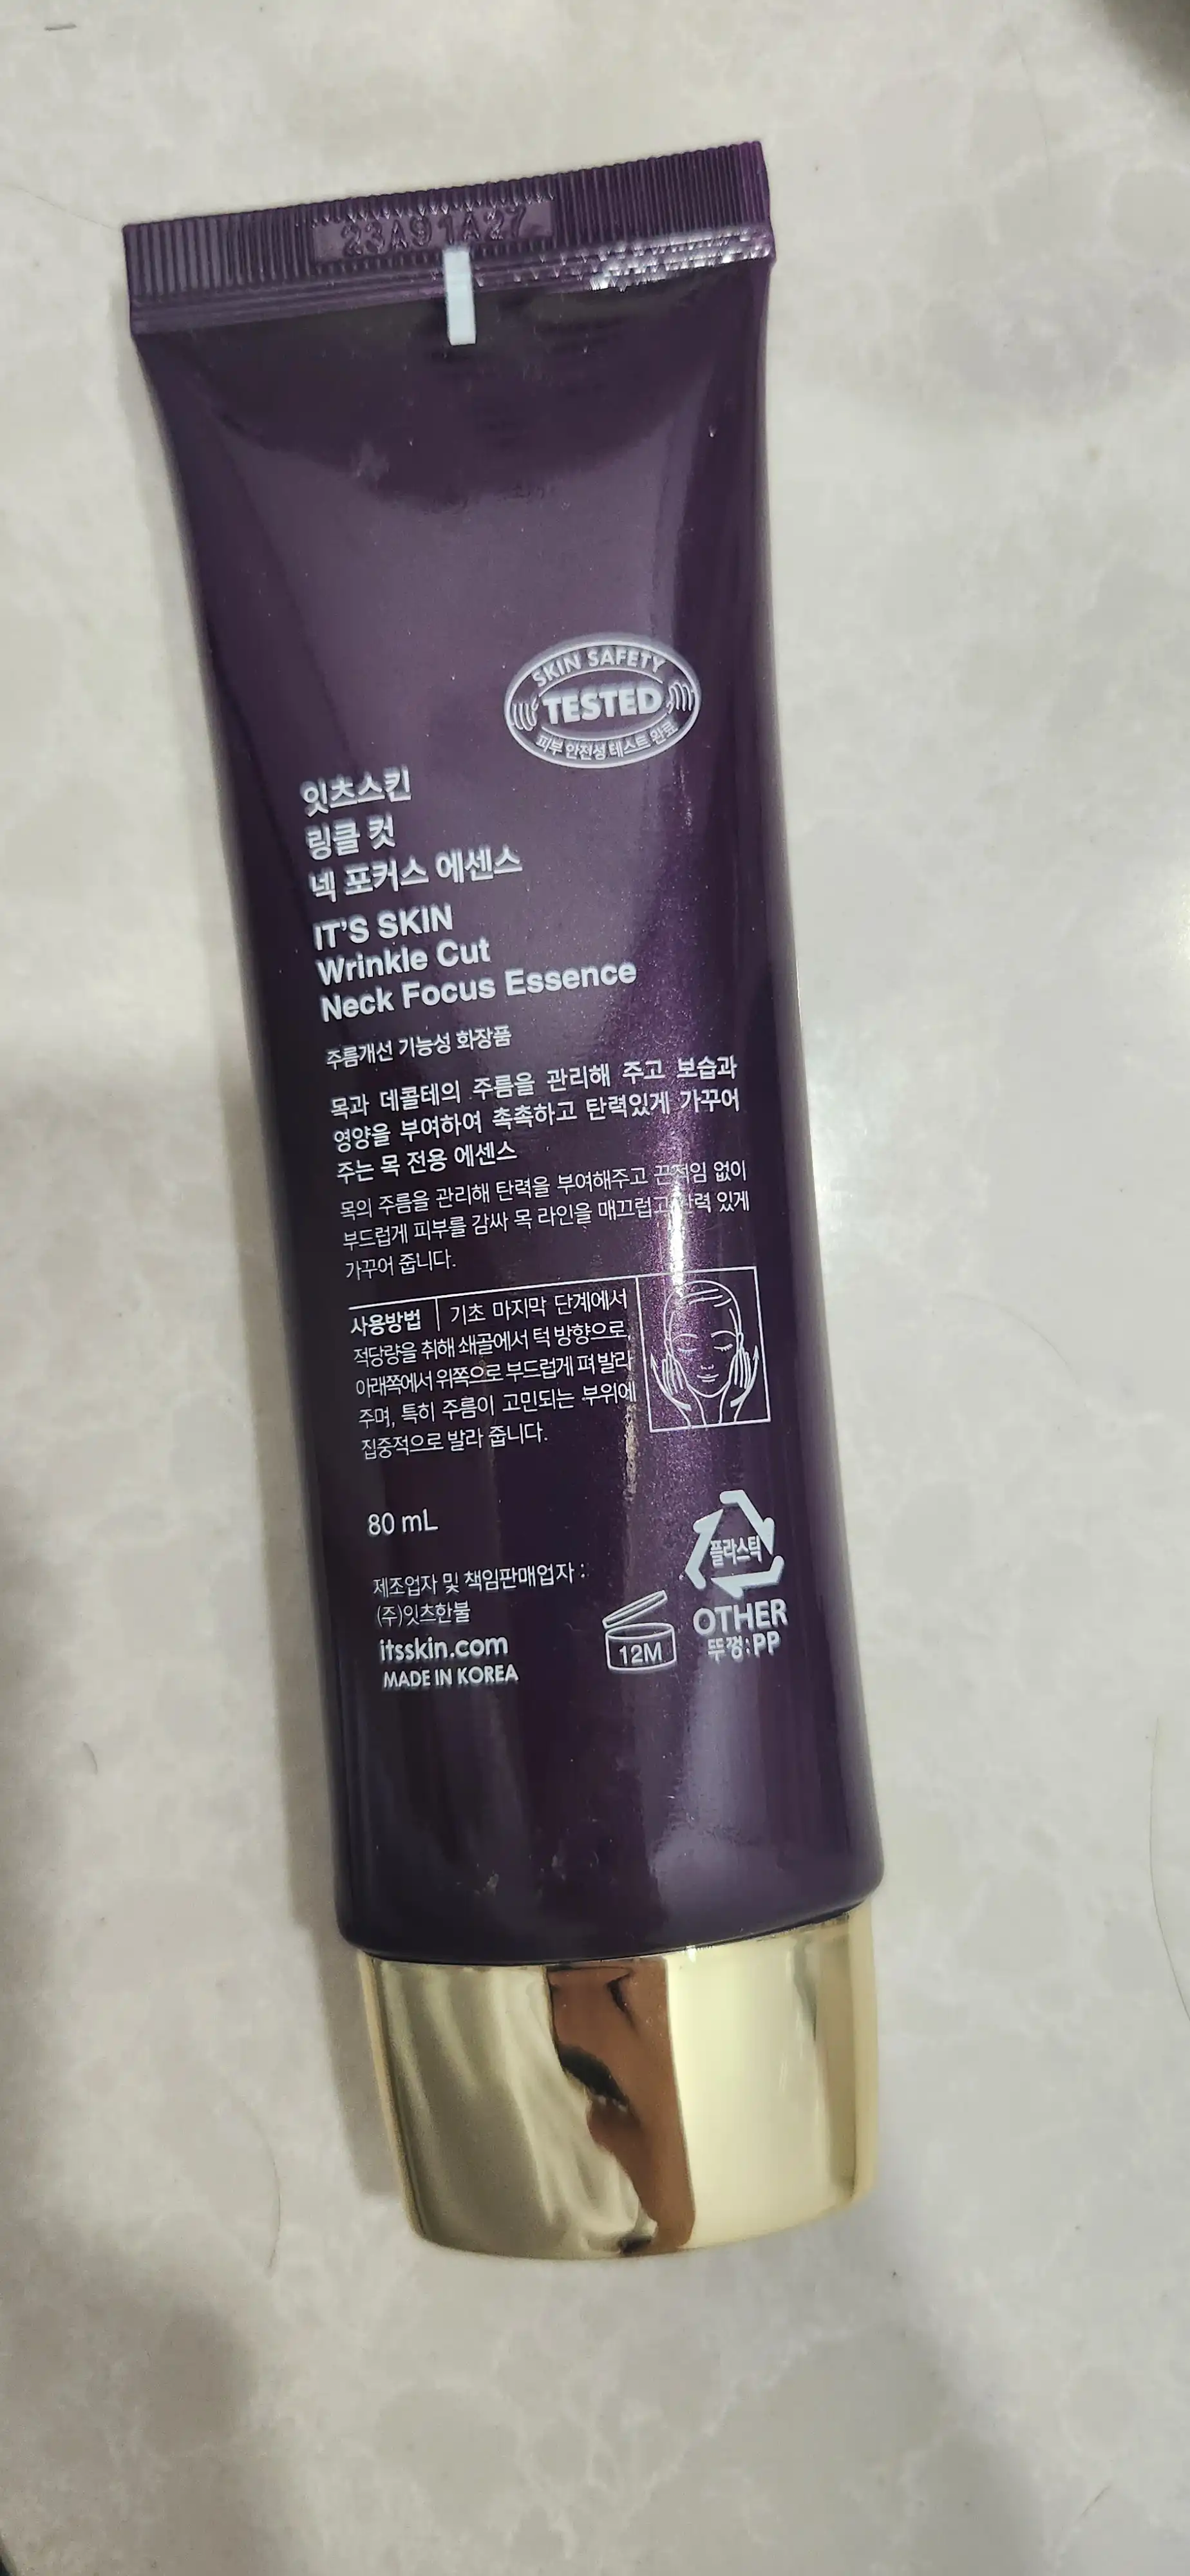 23A91A27
SKIN SAFETY
TESTED
피부 안전성 테스트 완료
잇츠스킨
링클 컷
넥 포커스 에센스
IT'S SKIN
Wrinkle Cut
Neck Focus Essence
주름개선 기능성 화장품
목과 데콜테의 주름을 관리해 주고 보습과
영양을 부여하여 촉촉하고 탄력있게 가꾸어
주는 목 전용 에센스
목의 주름을 관리해 탄력을 부여해주고 끈적임 없이
부드럽게 피부를 감싸 목 라인을 매끄럽고 탄력 있게
가꾸어 줍니다.
사용방법 | 기초 마지막 단계에서
적당량을 취해 쇄골에서 턱 방향으로,
아래쪽에서 위쪽으로 부드럽게 펴 발라
주며, 특히 주름이 고민되는 부위에
집중적으로 발라 줍니다.
80 mL
플라스틱
OTHER
뚜껑:PP
12M
제조업자 및 책임판매업자 :
(주)잇츠한불
itsskin.com
MADE IN KOREA